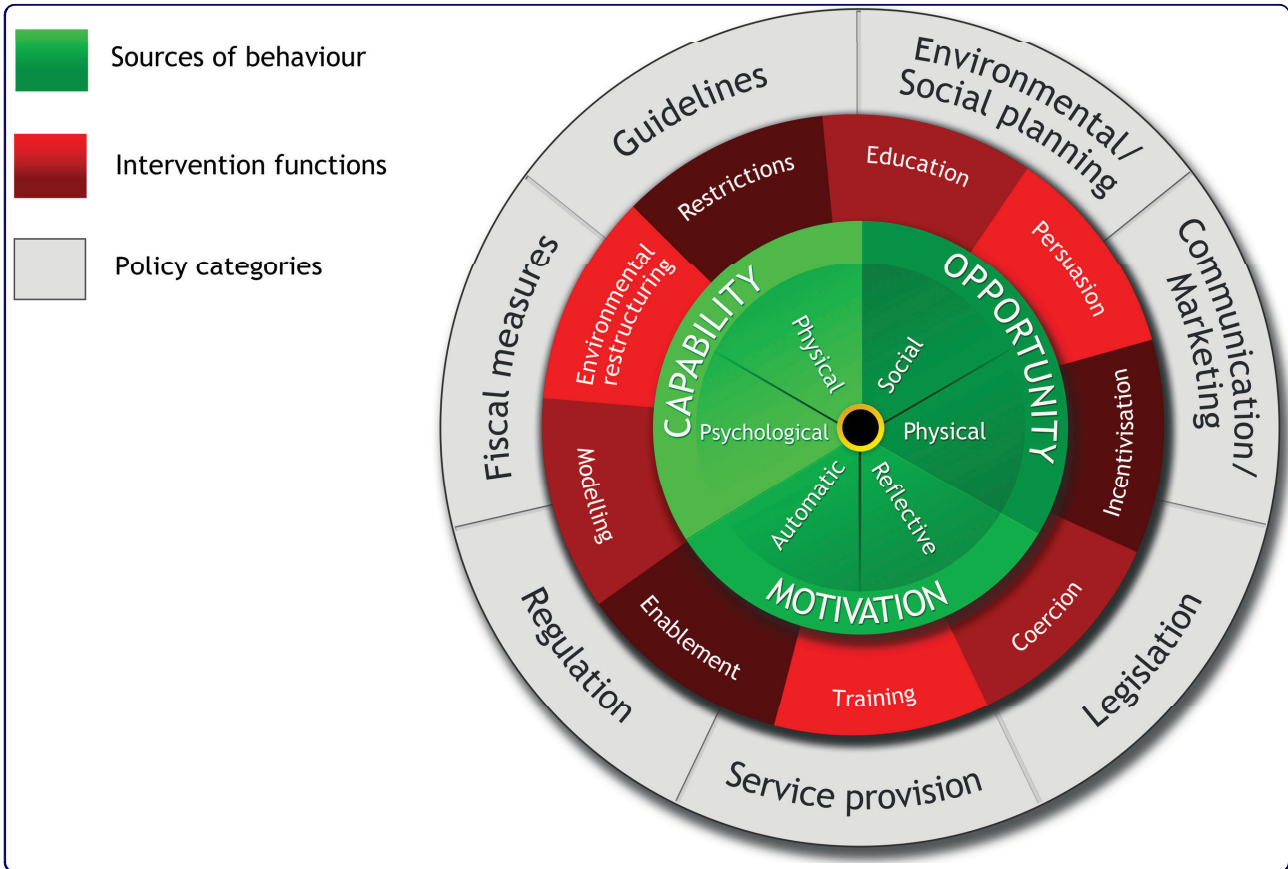 Sources of behaviour
Intervention functions
Policy categories
Guidelines
Environmental/
Social planning
Communication/
Marketing
Legislation
Service provision
Regulation
Fiscal measures
Restrictions
Education
Persuasion
Incentivisation
Coercion
Training
Enablement
Modelling
Environmental
restructuring
CAPABILITY
OPPORTUNITY
MOTIVATION
Physical
Social
Physical
Reflective
Automatic
Psychological